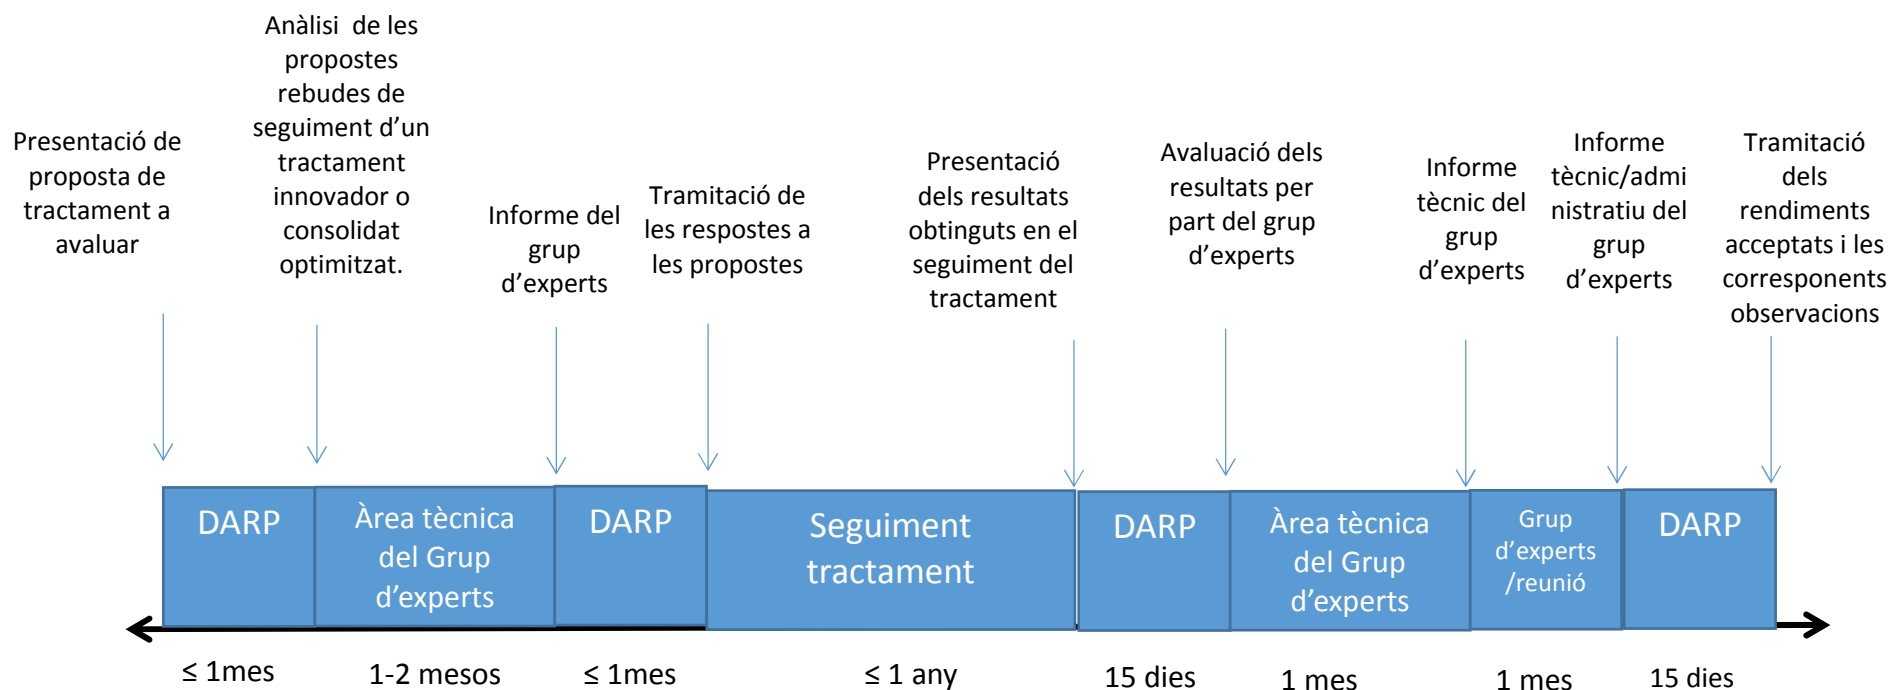 Presentació de
proposta de
tractament a
avaluar
Anàlisi  de les
propostes
rebudes de
seguiment d’un
tractament
innovador o
consolidat
optimitzat.
Informe del
grup
d’experts
Tramitació de
les respostes a
les propostes
Presentació
dels resultats
obtinguts en el
seguiment del
tractament
Avaluació dels
resultats per
part del grup
d’experts
Informe
tècnic del
grup
d’experts
Informe
tècnic/admi
nistratiu del
grup
d’experts
Tramitació
dels
rendiments
acceptats i les
corresponents
observacions
DARP
Àrea tècnica
del Grup
d’experts
DARP
Seguiment
tractament
DARP
Àrea tècnica
del Grup
d’experts
Grup
d’experts
/reunió
DARP
≤ 1mes
1-2 mesos
≤ 1mes
≤ 1 any
15 dies
1 mes
1 mes
15 dies